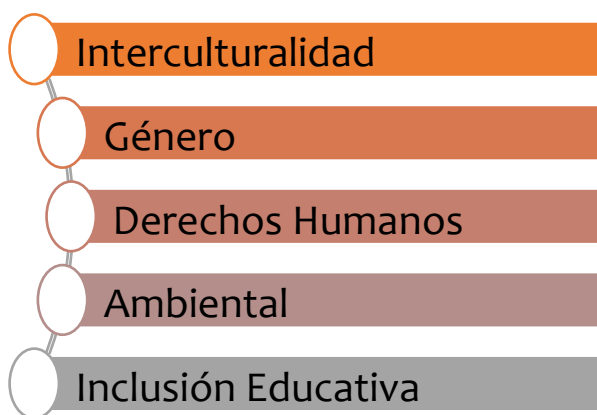 Interculturalidad
Género
Derechos Humanos
Ambiental
Inclusión Educativa